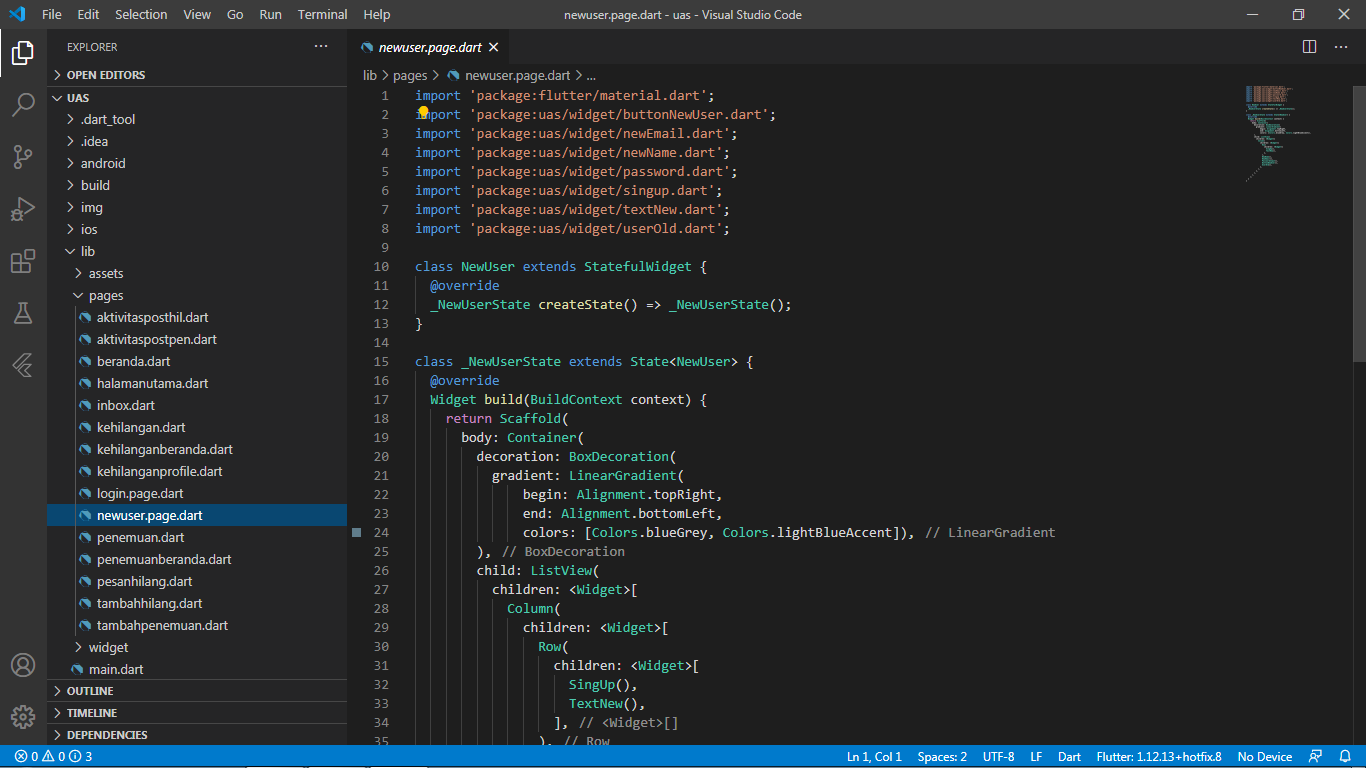 File Edit Selection View Go Run Terminal Help
newuser.page.dart - uas - Visual Studio Code
EXPLORER
OPEN EDITORS
UAS
.dart_tool
.idea
android
build
img
ios
lib
assets
pages
aktivitasposthil.dart
aktivitaspostpen.dart
beranda.dart
halamanutama.dart
inbox.dart
kehilangan.dart
kehilanganberanda.dart
kehilanganprofile.dart
login.page.dart
newuser.page.dart
penemuan.dart
penemuanberanda.dart
pesanhilang.dart
tambahhilang.dart
tambahpenemuan.dart
widget
main.dart
OUTLINE
TIMELINE
DEPENDENCIES
newuser.page.dart
lib > pages > newuser.page.dart > ...
1 import 'package:flutter/material.dart';
2 import 'package:uas/widget/buttonNewUser.dart';
3 import 'package:uas/widget/newEmail.dart';
4 import 'package:uas/widget/newName.dart';
5 import 'package:uas/widget/password.dart';
6 import 'package:uas/widget/singup.dart';
7 import 'package:uas/widget/textNew.dart';
8 import 'package:uas/widget/userOld.dart';
9
10 class NewUser extends StatefulWidget {
11 @override
12 _NewUserState createState() => _NewUserState();
13 }
14
15 class _NewUserState extends State<NewUser> {
16 @override
17 Widget build(BuildContext context) {
18 return Scaffold(
19 body: Container(
20 decoration: BoxDecoration(
21 gradient: LinearGradient(
22 begin: Alignment.topRight,
23 end: Alignment.bottomLeft,
24 colors: [Colors.blueGrey, Colors.lightBlueAccent]), // LinearGradient
25 ), // BoxDecoration
26 child: ListView(
27 children: <Widget>[
28 Column(
29 children: <Widget>[
30 Row(
31 children: <Widget>[
32 SingUp(),
33 TextNew(),
34 ], // <Widget>[]
35 ), // Row
0 0 3
Ln 1, Col 1 Spaces: 2 UTF-8 LF Dart Flutter: 1.12.13+hotfix.8 No Device